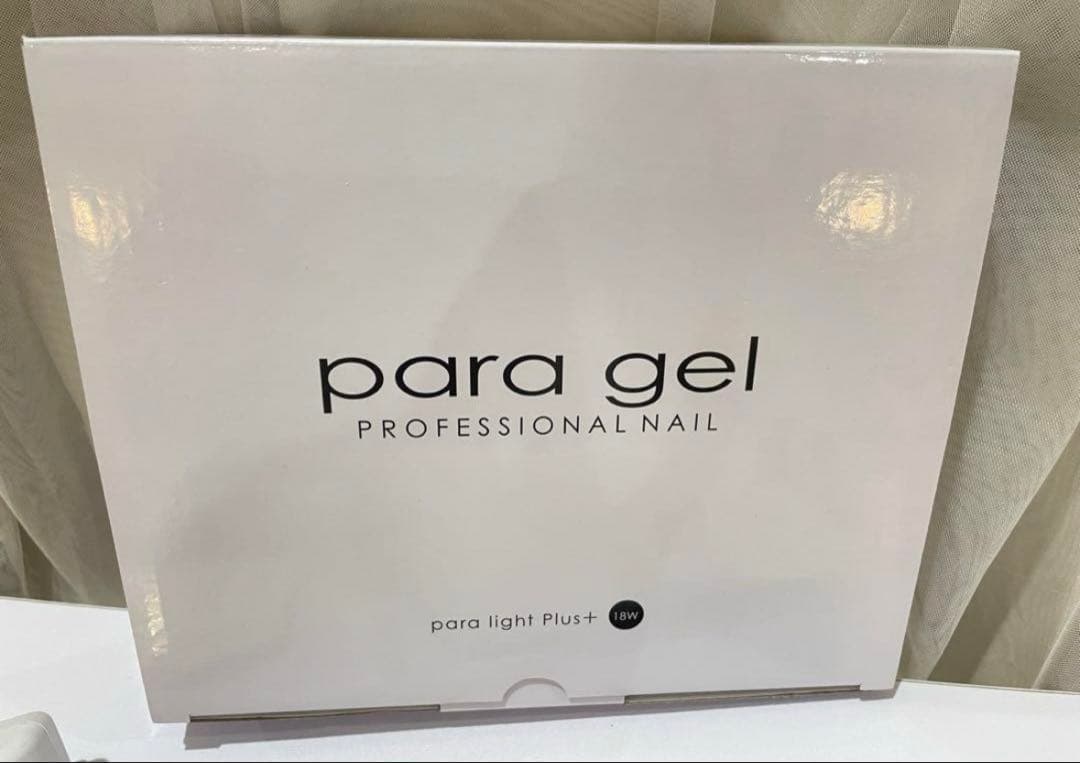 para gel
PROFESSIONAL NAIL
para light Plus+ 18W